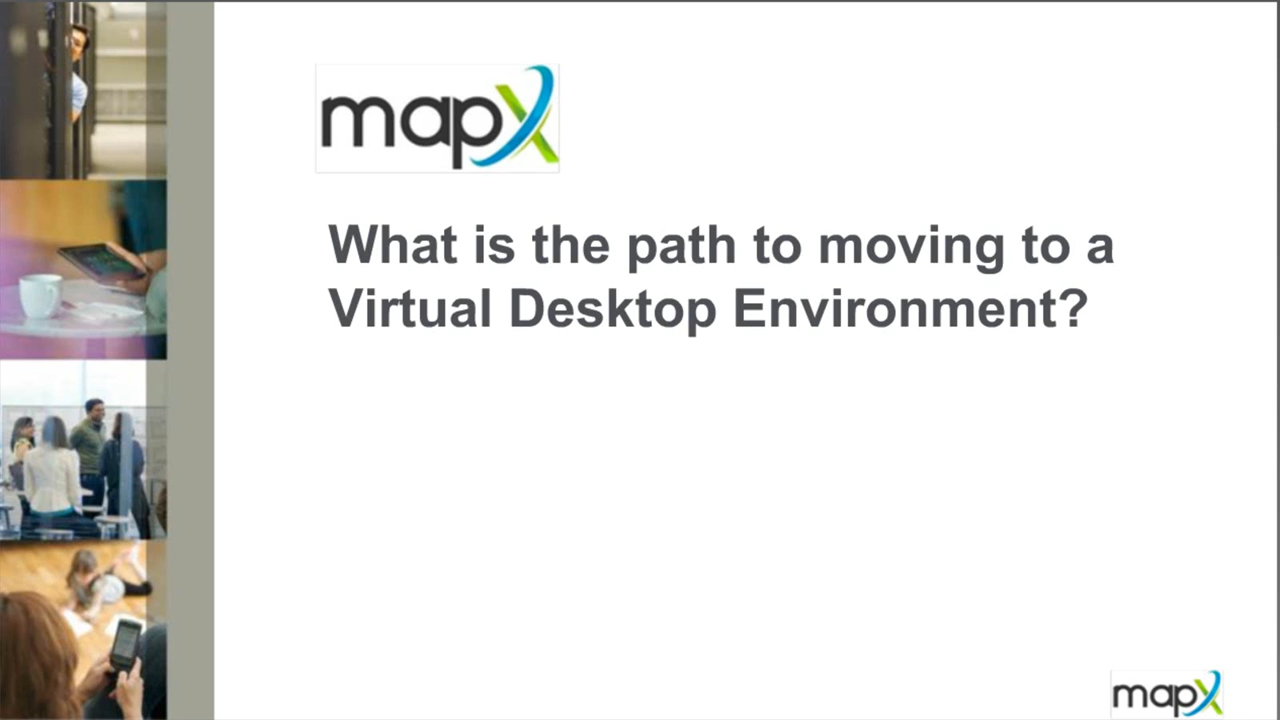 mapX
What is the path to moving to a
Virtual Desktop Environment?
mapX